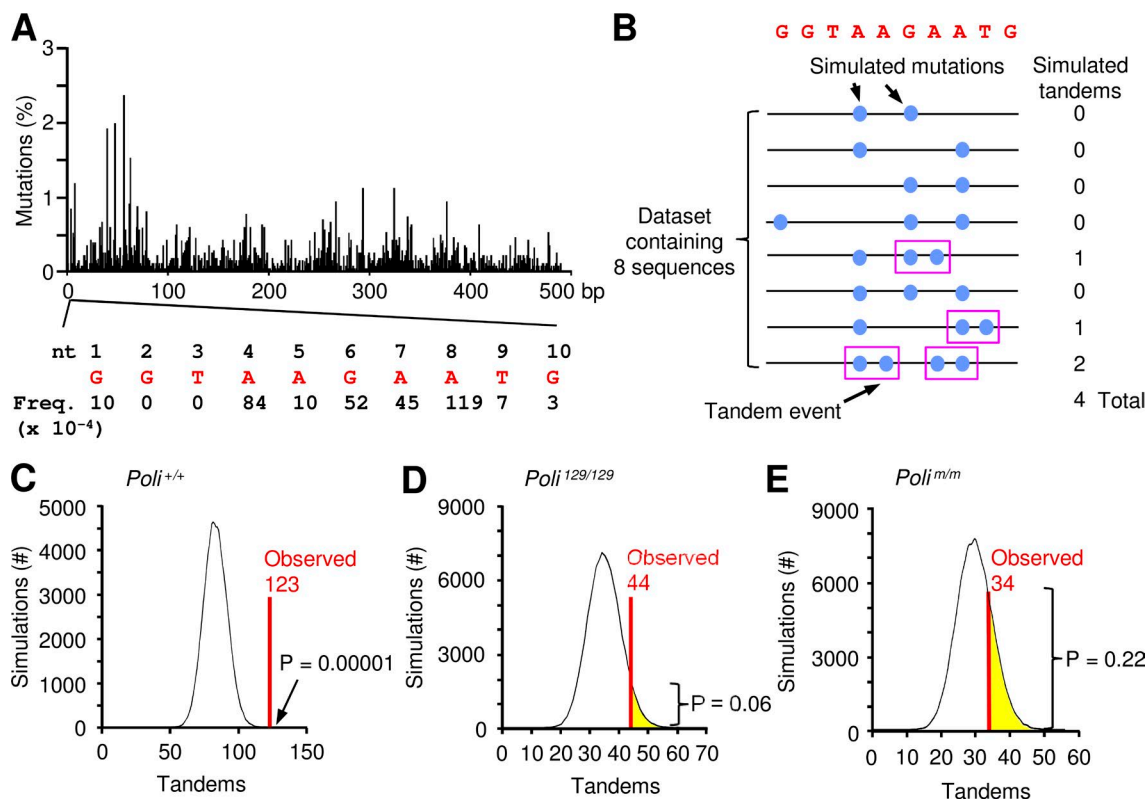 A
3
2
1
0
Mutations (%)
0 100 200 300 400 500 bp
nt 1 2 3 4 5 6 7 8 9 10
G G T A A G A A T G
Freq. 10 0 0 84 10 52 45 119 7 3
(x 10⁻⁴)
B
G G T A A G A A T G
Simulated mutations
Simulated
tandems
0
0
0
0
1
0
1
2
4 Total
Dataset
containing
8 sequences
Tandem event
C
Poli+/+
5000
4000
3000
2000
1000
0
Simulations (#)
Observed
123
P = 0.00001
0 50 100 150
Tandems
D
Poli129/129
9000
6000
3000
0
Simulations (#)
Observed
44
P = 0.06
0 10 20 30 40 50 60 70
Tandems
E
Polim/m
9000
6000
3000
0
Simulations (#)
Observed
34
P = 0.22
0 10 20 30 40 50 60
Tandems